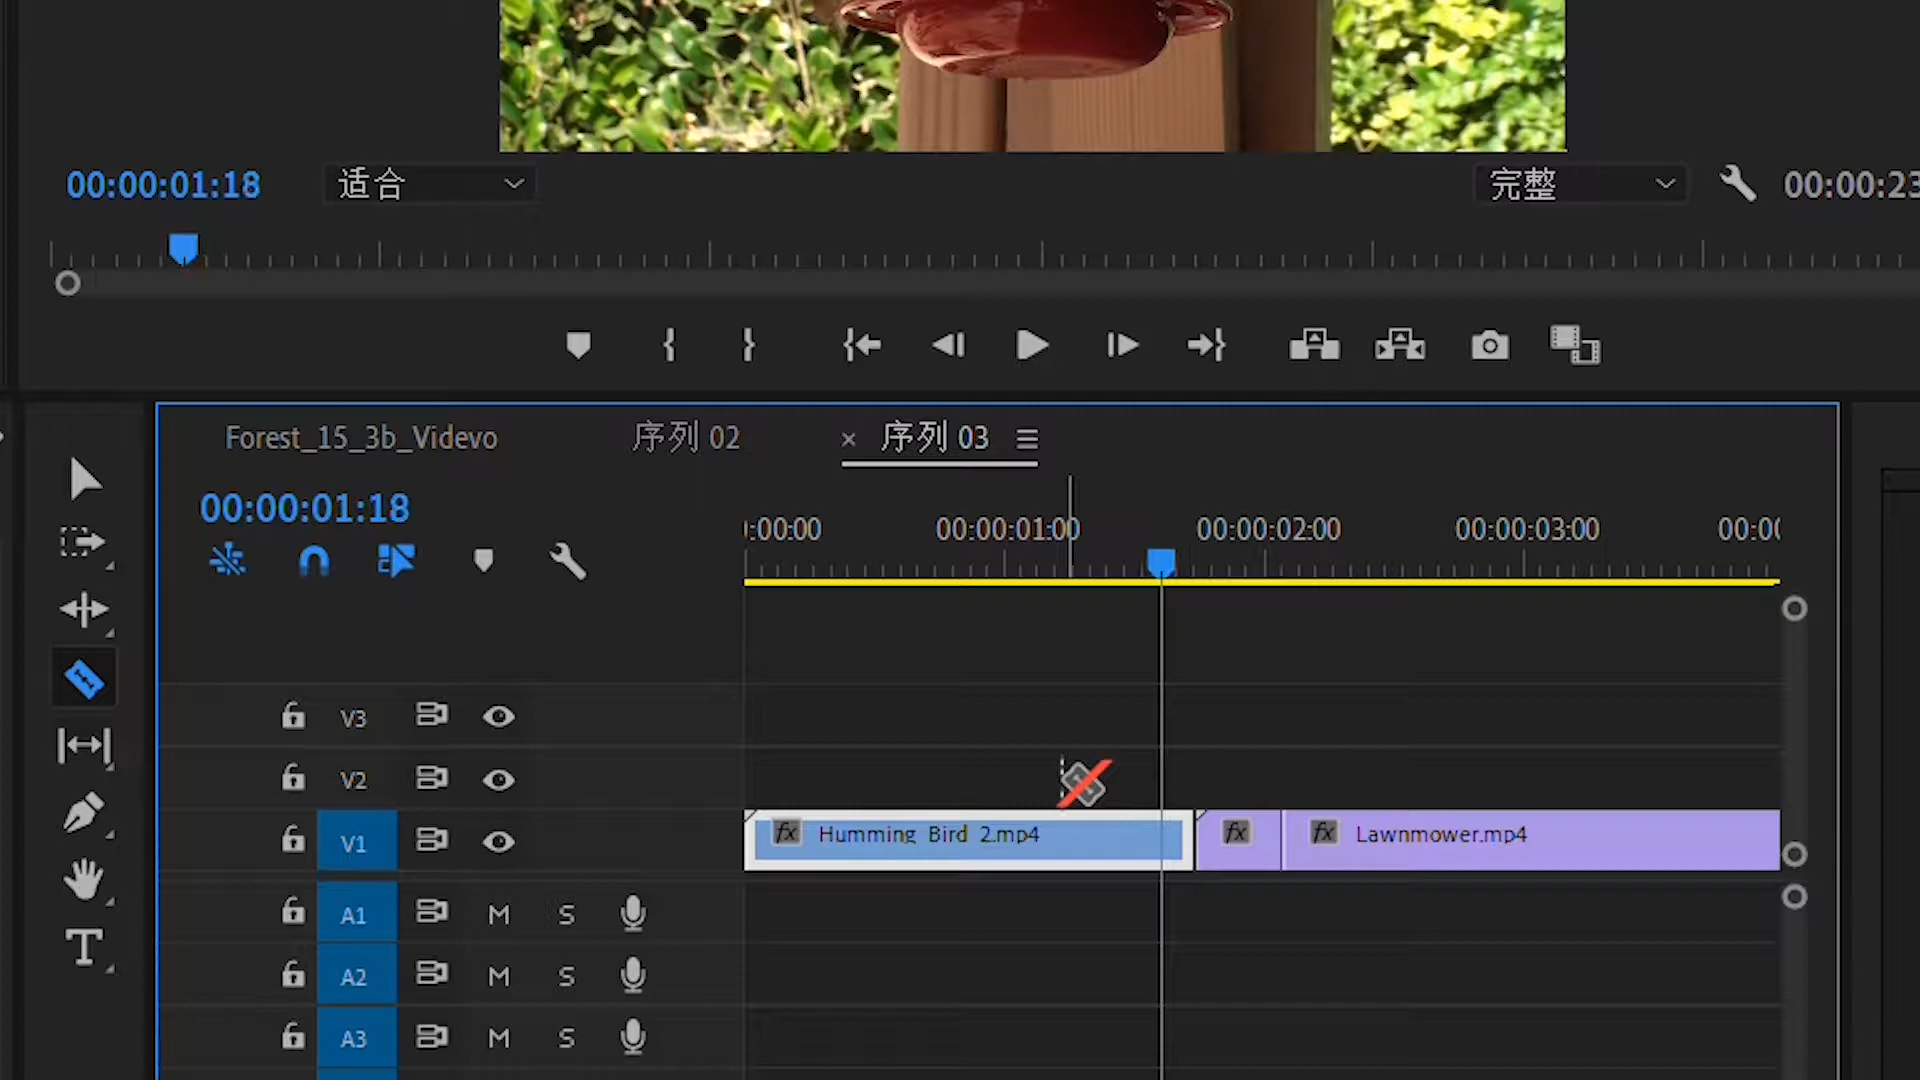 00:00:01:18 适合 完整 00:00:23
Forest_15_3b_Videvo 序列 02 × 序列 03
00:00:01:18
:00:00 00:00:01:00 00:00:02:00 00:00:03:00 00:00
V3
V2
V1 fx Humming Bird 2.mp4 fx fx Lawnmower.mp4
A1 M S
A2 M S
A3 M S